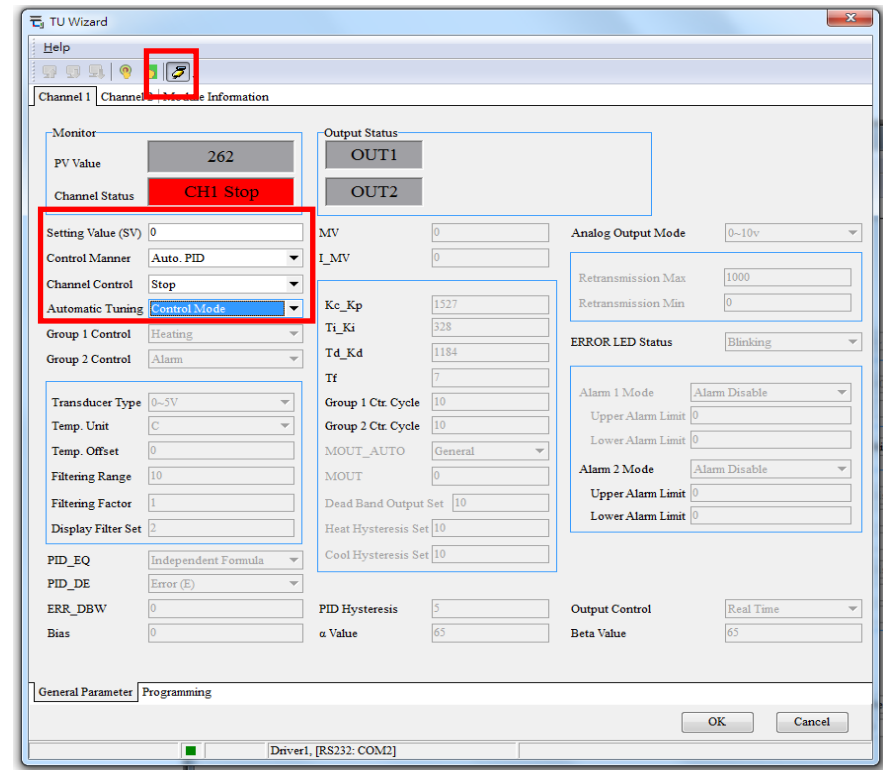 TU Wizard
Help
Channel 1 Channel Module Information
Monitor
PV Value 262
Channel Status CH1 Stop
Output Status
OUT1
OUT2
Setting Value (SV) 0
Control Manner Auto. PID
Channel Control Stop
Automatic Tuning Control Mode
Group 1 Control Heating
Group 2 Control Alarm
Transducer Type 0~5V
Temp. Unit C
Temp. Offset 0
Filtering Range 10
Filtering Factor 1
Display Filter Set 2
PID_EQ Independent Formula
PID_DE Error (E)
ERR_DBW 0
Bias 0
MV 0
I_MV 0
Kc_Kp 1527
Ti_Ki 328
Td_Kd 1184
Tf 7
Group 1 Ctr. Cycle 10
Group 2 Ctr. Cycle 10
MOUT_AUTO General
MOUT 0
Dead Band Output Set 10
Heat Hysteresis Set 10
Cool Hysteresis Set 10
PID Hysteresis 5
α Value 65
Analog Output Mode 0~10v
Retransmission Max 1000
Retransmission Min 0
ERROR LED Status Blinking
Alarm 1 Mode Alarm Disable
Upper Alarm Limit 0
Lower Alarm Limit 0
Alarm 2 Mode Alarm Disable
Upper Alarm Limit 0
Lower Alarm Limit 0
Output Control Real Time
Beta Value 65
General Parameter Programming
OK Cancel
Driver1, [RS232: COM2]